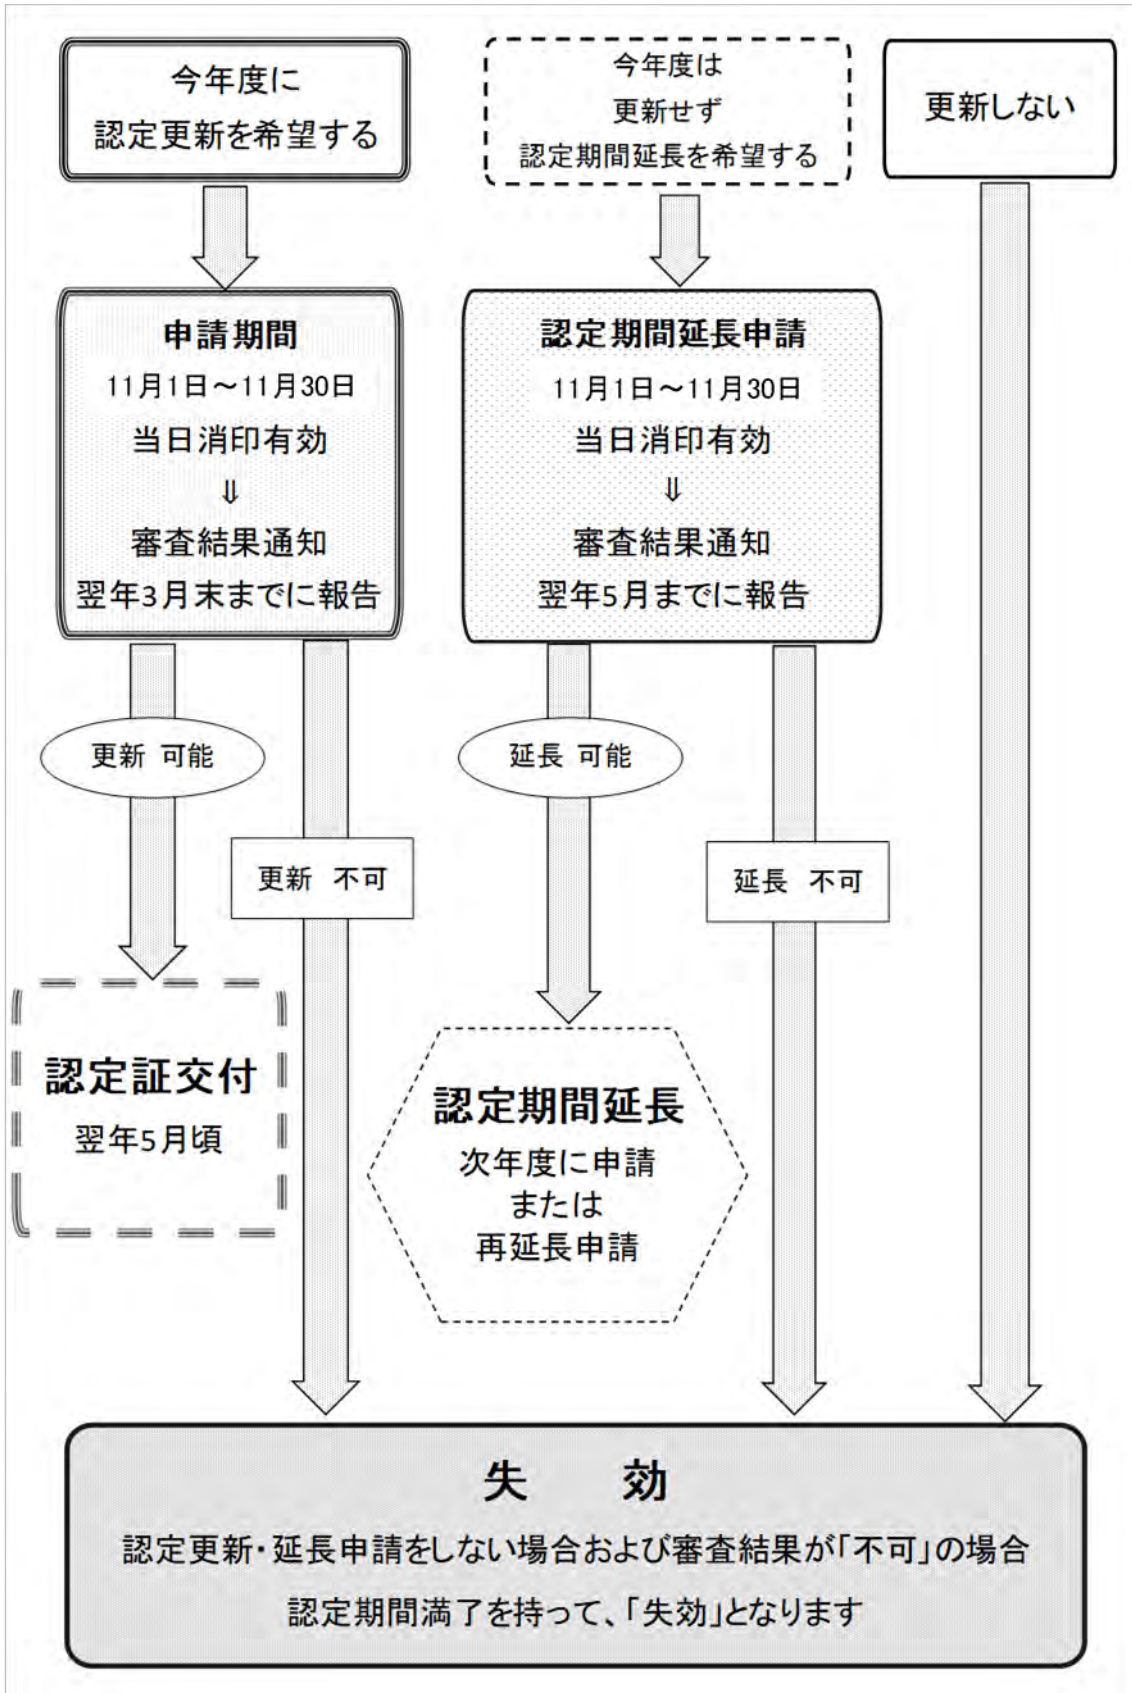 今年度に
認定更新を希望する
今年度は
更新せず
認定期間延長を希望する
更新しない
申請期間
11月1日～11月30日
当日消印有効
⇓
審査結果通知
翌年3月末までに報告
認定期間延長申請
11月1日～11月30日
当日消印有効
⇓
審査結果通知
翌年5月までに報告
更新 可能
更新 不可
延長 可能
延長 不可
認定証交付
翌年5月頃
認定期間延長
次年度に申請
または
再延長申請
失 効
認定更新・延長申請をしない場合および審査結果が「不可」の場合
認定期間満了を持って、「失効」となります